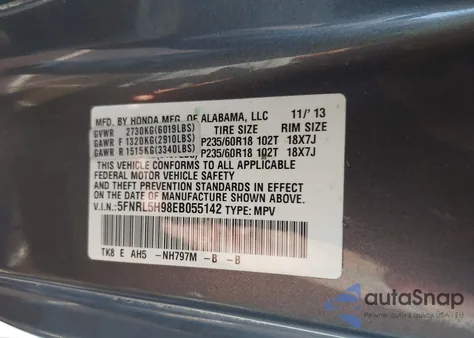 MFD. BY HONDA MFG. OF ALABAMA, LLC 11/'13
GVWR 2730KG(6019LBS) TIRE SIZE RIM SIZE
GAWR F 1320KG(2910LBS) P235/60R18 102T 18X7J
GAWR R 1515KG(3340LBS) P235/60R18 102T 18X7J
THIS VEHICLE CONFORMS TO ALL APPLICABLE
FEDERAL MOTOR VEHICLE SAFETY
AND THEFT PREVENTION STANDARDS IN
EFFECT ON THE DATE OF MANUFACTURE SHOWN ABOVE.
V.I.N.:5FNRL5H98EB055142 TYPE: MPV
TK8 E AH5 -NH797M -B -B
autoSnap